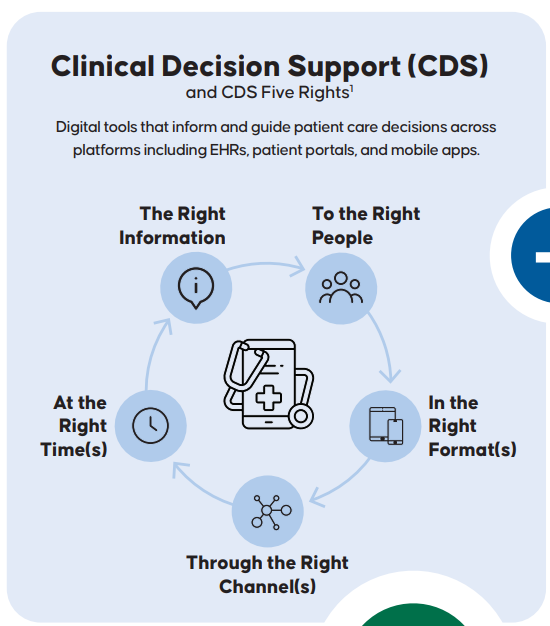 Clinical Decision Support (CDS)
and CDS Five Rights¹
Digital tools that inform and guide patient care decisions across
platforms including EHRs, patient portals, and mobile apps.
The Right
Information
To the Right
People
In the
Right
Format(s)
Through the Right
Channel(s)
At the
Right
Time(s)